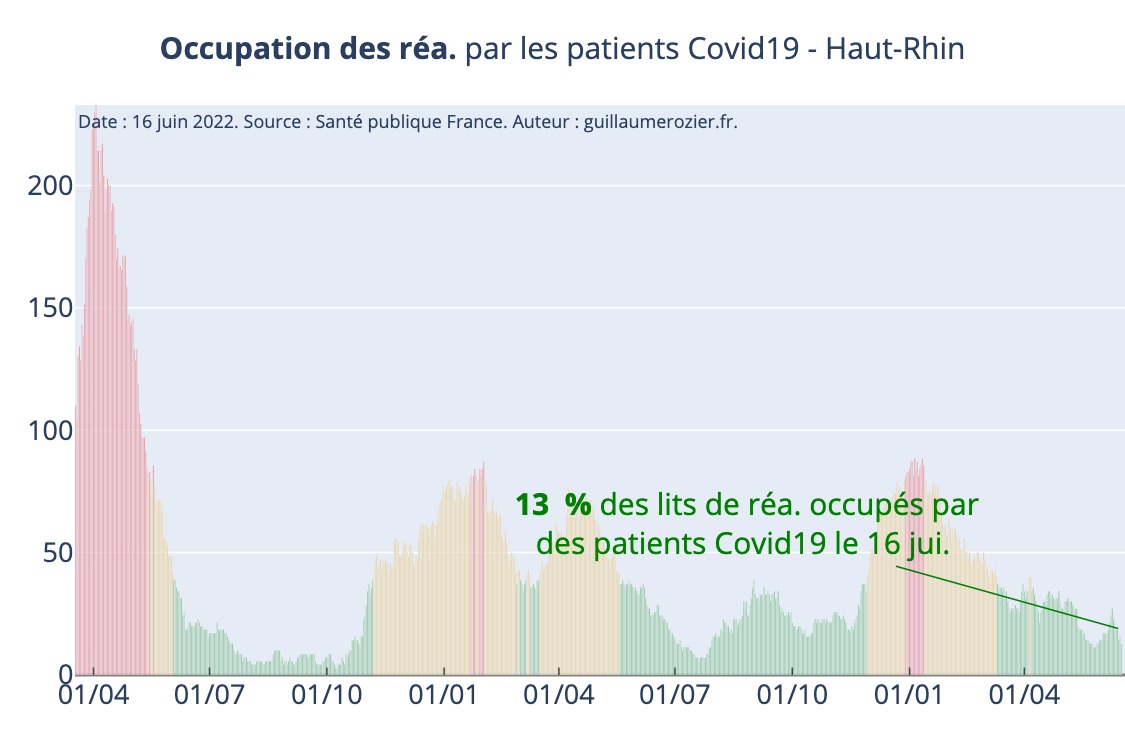 Occupation des réa. par les patients Covid19 - Haut-Rhin
Date : 16 juin 2022. Source : Santé publique France. Auteur : guillaumerozier.fr.
200
150
100
50
0
13 % des lits de réa. occupés par
des patients Covid19 le 16 jui.
01/04 01/07 01/10 01/01 01/04 01/07 01/10 01/01 01/04